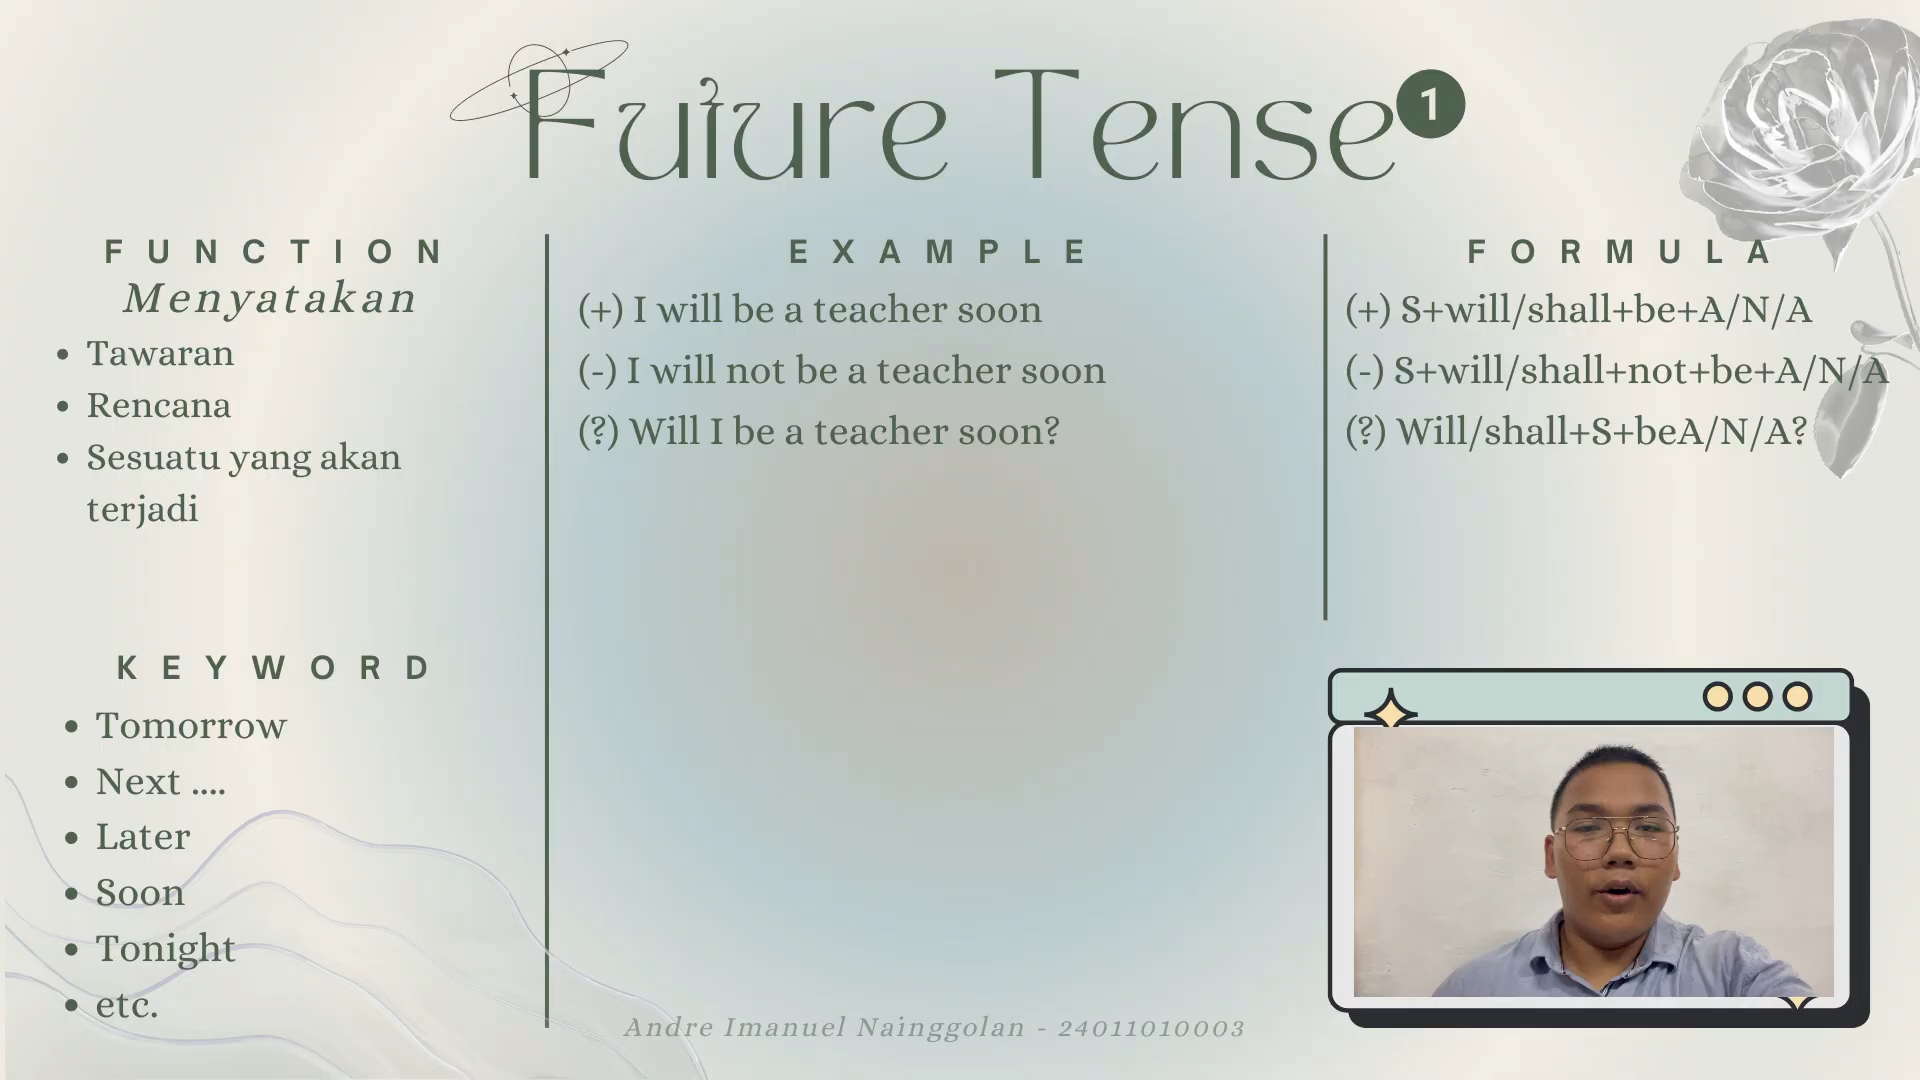 Future Tense
1
FUNCTION
Menyatakan
• Tawaran
• Rencana
• Sesuatu yang akan
terjadi
KEYWORD
• Tomorrow
• Next ....
• Later
• Soon
• Tonight
• etc.
EXAMPLE
(+) I will be a teacher soon
(-) I will not be a teacher soon
(?) Will I be a teacher soon?
FORMULA
(+) S+will/shall+be+A/N/A
(-) S+will/shall+not+be+A/N/A
(?) Will/shall+S+beA/N/A?
Andre Imanuel Nainggolan - 24011010003